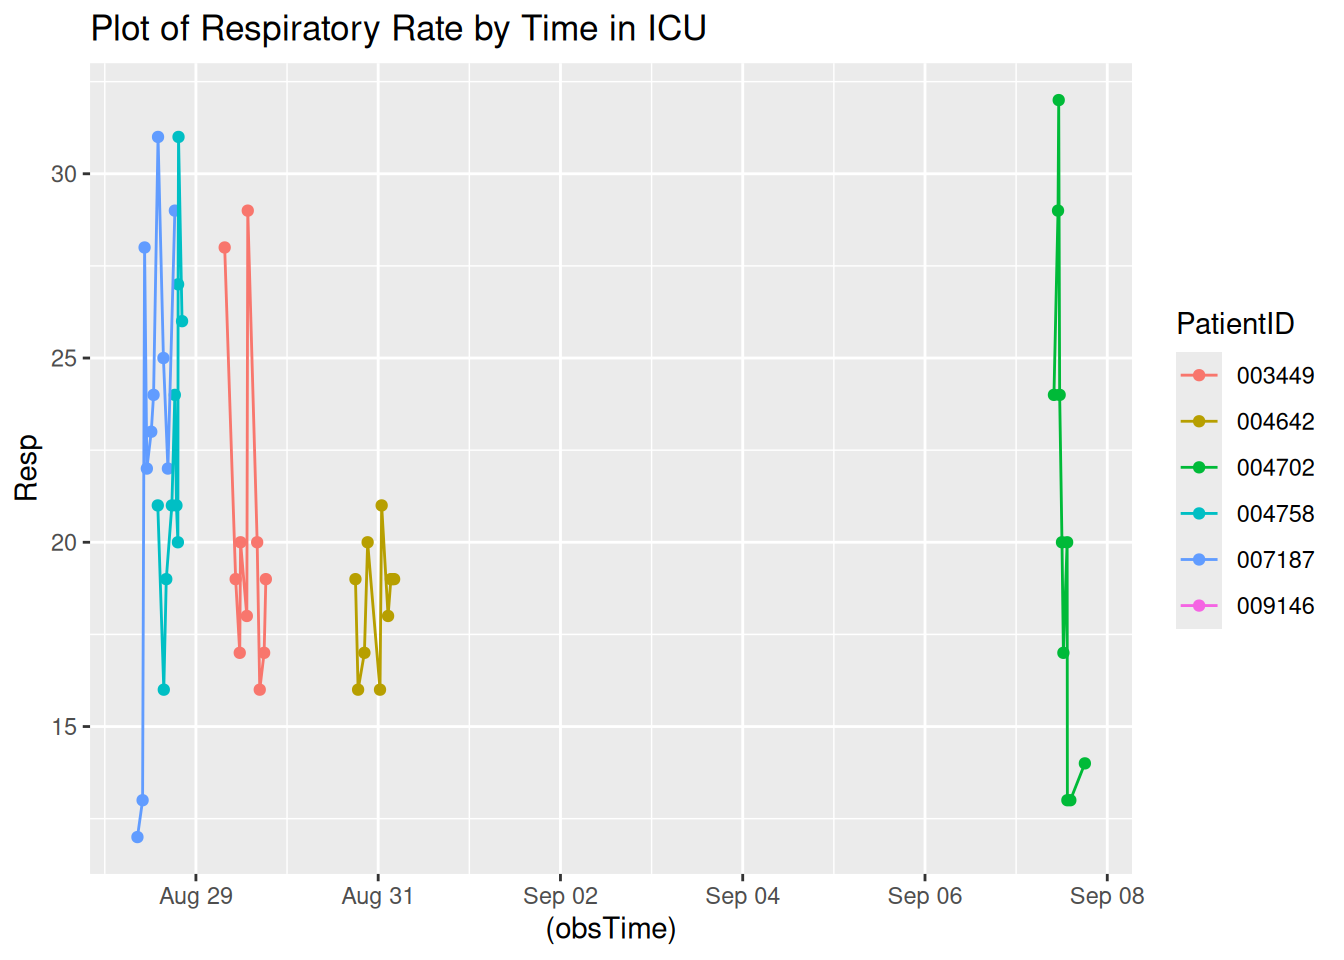 Plot of Respiratory Rate by Time in ICU
30
25
20
15
Resp
Aug 29 Aug 31 Sep 02 Sep 04 Sep 06 Sep 08
(obsTime)
PatientID
003449
004642
004702
004758
007187
009146